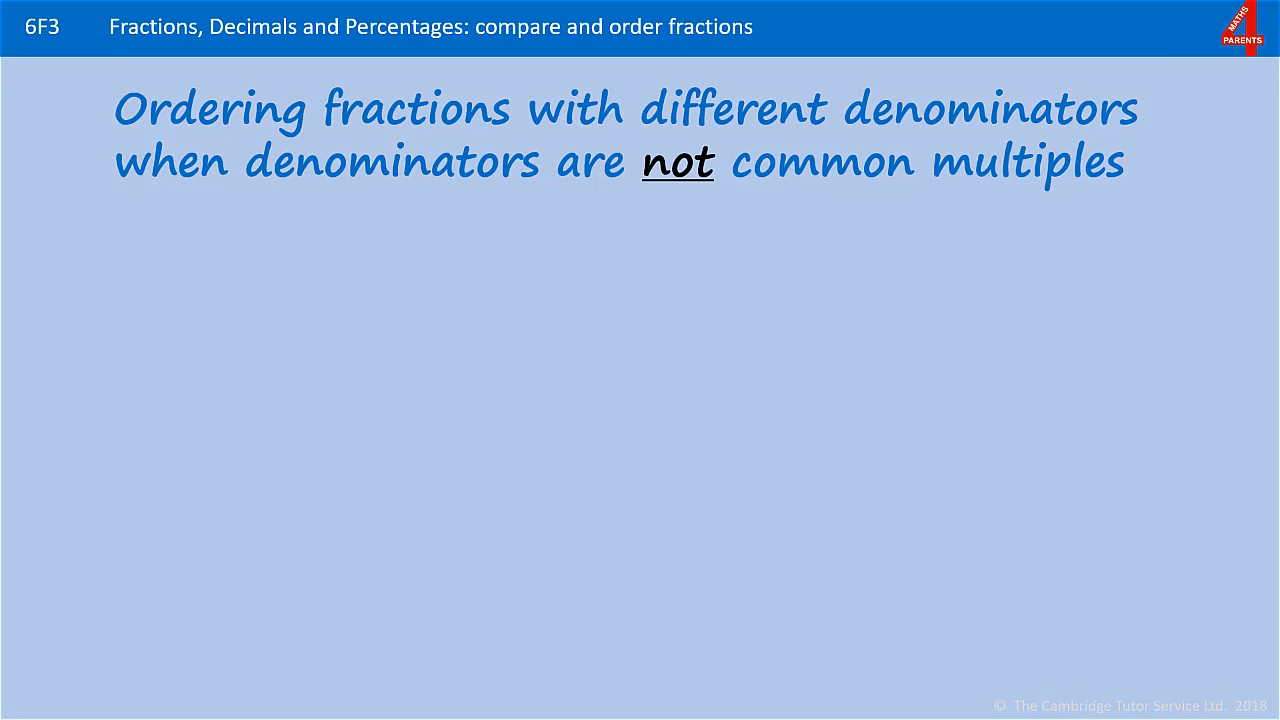 6F3 Fractions, Decimals and Percentages: compare and order fractions
MATHS
4
PARENTS
Ordering fractions with different denominators
when denominators are not common multiples
© The Cambridge Tutor Service Ltd. 2018